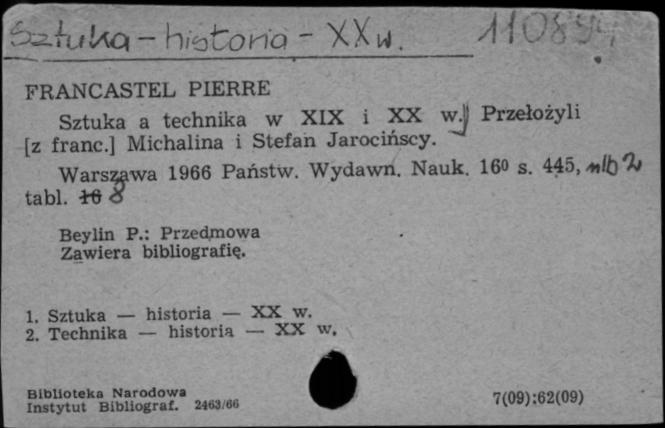 Sztuka – historia – XX w.
FRANCASTEL PIERRE
Sztuka a technika w XIX i XX w. Przełożyli
[z franc.] Michalina i Stefan Jarocińscy.
Warszawa 1966 Państw. Wydawn. Nauk. 16⁰ s. 445, nlb 2
tabl. 16 8
Beylin P.: Przedmowa
Zawiera bibliografię.
1. Sztuka — historia — XX w.
2. Technika — historia — XX w.
Biblioteka Narodowa
Instytut Bibliograf. 2463/66
7(09):62(09)